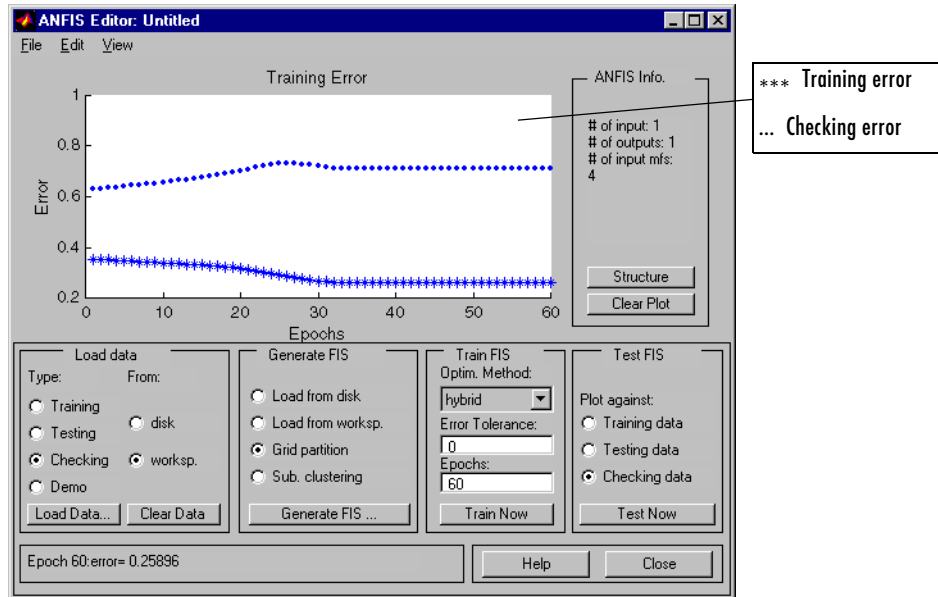 ANFIS Editor: Untitled
File Edit View
Training Error
ANFIS Info.
*** Training error
... Checking error
1
0.8
0.6
0.4
0.2
Error
0 10 20 30 40 50 60
Epochs
# of input: 1
# of outputs: 1
# of input mfs:
4
Structure
Clear Plot
Load data
Type: From:
Training
Testing
Checking
Demo
disk
worksp.
Load Data... Clear Data
Generate FIS
Load from disk
Load from worksp.
Grid partition
Sub. clustering
Generate FIS ...
Train FIS
Optim. Method:
hybrid
Error Tolerance:
0
Epochs:
60
Train Now
Test FIS
Plot against:
Training data
Testing data
Checking data
Test Now
Epoch 60:error= 0.25896
Help
Close